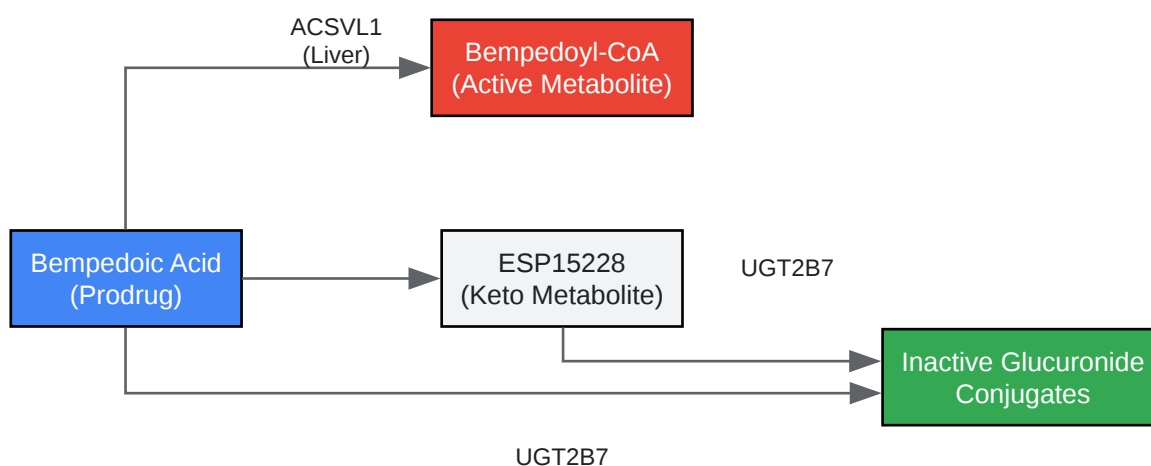 ACSVL1
(Liver)
Bempedoyl-CoA
(Active Metabolite)
Bempedoic Acid
(Prodrug)
ESP15228
(Keto Metabolite)
UGT2B7
Inactive Glucuronide
Conjugates
UGT2B7